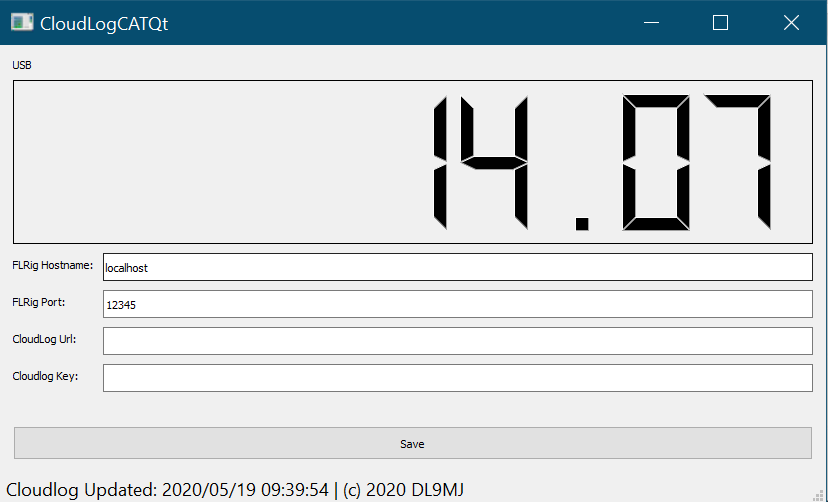 CloudLogCATQt
USB
14.07
FLRig Hostname: localhost
FLRig Port: 12345
CloudLog Url:
Cloudlog Key:
Save
Cloudlog Updated: 2020/05/19 09:39:54 | (c) 2020 DL9MJ